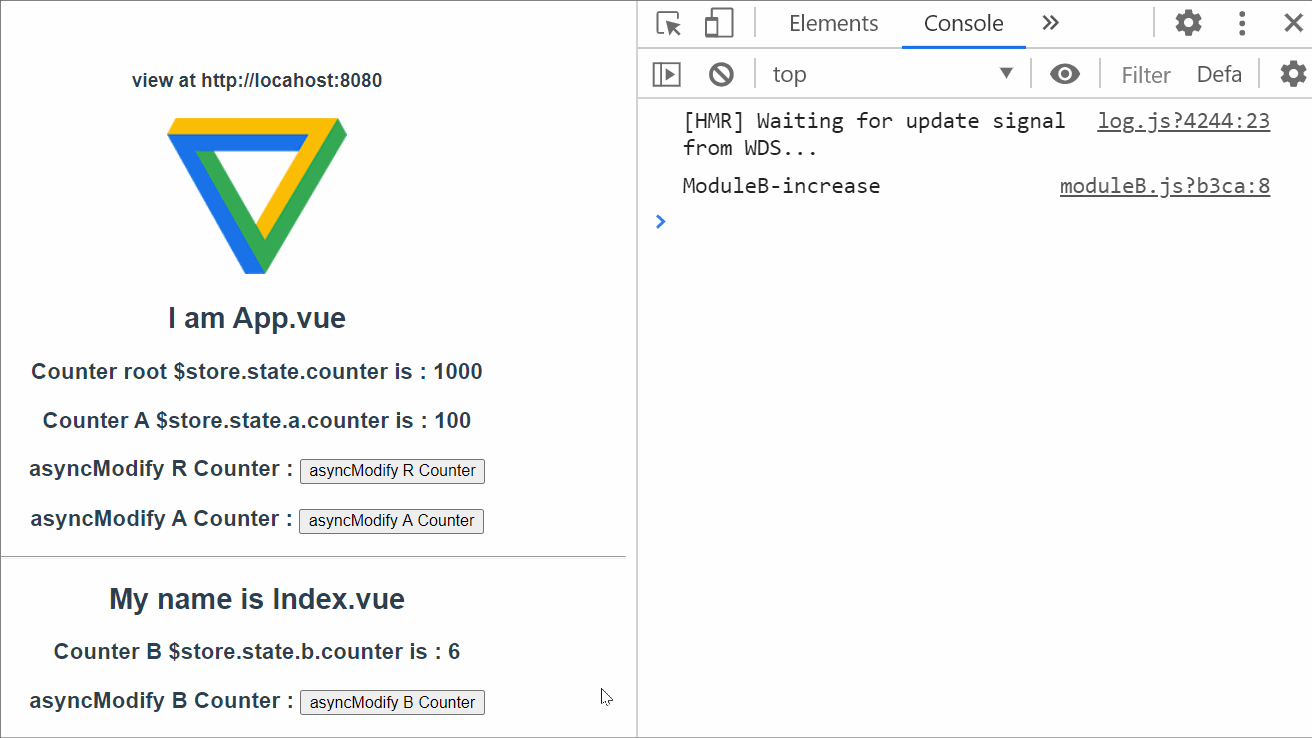 view at http://locahost:8080
I am App.vue
Counter root $store.state.counter is : 1000
Counter A $store.state.a.counter is : 100
asyncModify R Counter : asyncModify R Counter
asyncModify A Counter : asyncModify A Counter
My name is Index.vue
Counter B $store.state.b.counter is : 6
asyncModify B Counter : asyncModify B Counter
Elements Console
top Filter Defa
[HMR] Waiting for update signal log.js?4244:23
from WDS...
ModuleB-increase moduleB.js?b3ca:8